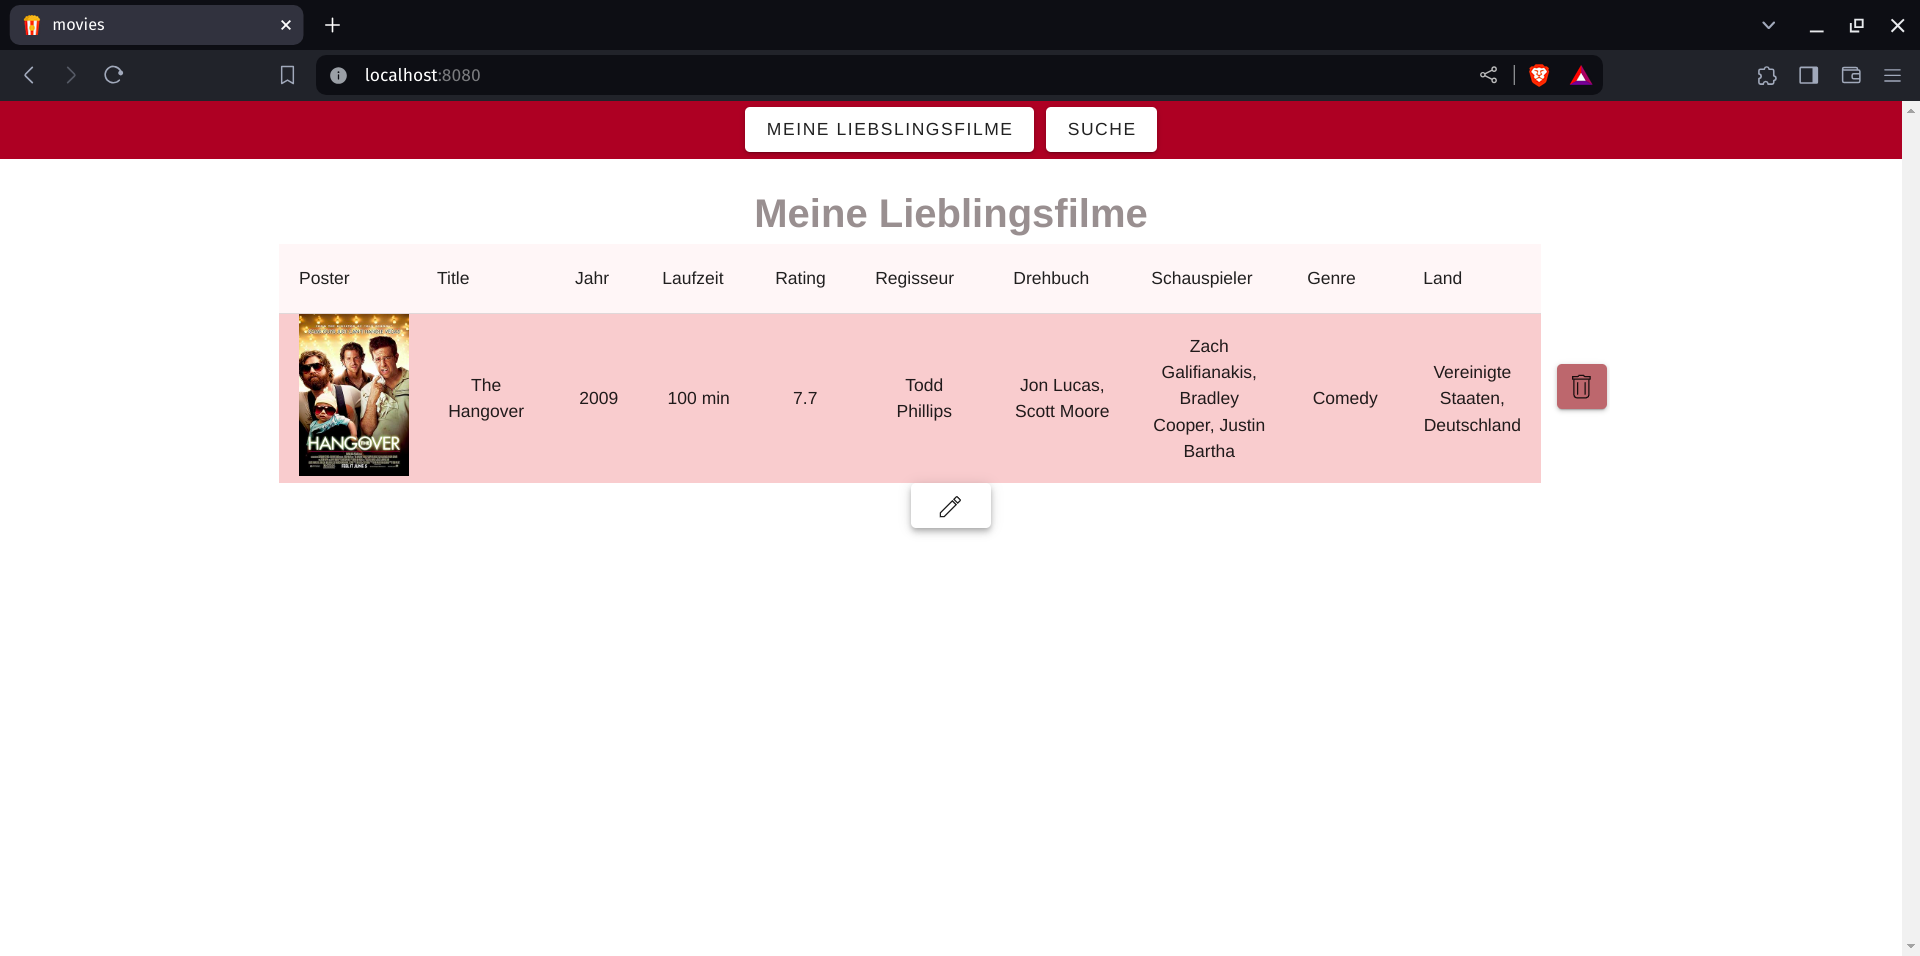 movies
localhost:8080
MEINE LIEBSLINGSFILME SUCHE
Meine Lieblingsfilme
Poster Title Jahr Laufzeit Rating Regisseur Drehbuch Schauspieler Genre Land
HANGOVER
The
Hangover
2009
100 min
7.7
Todd
Phillips
Jon Lucas,
Scott Moore
Zach
Galifianakis,
Bradley
Cooper, Justin
Bartha
Comedy
Vereinigte
Staaten,
Deutschland